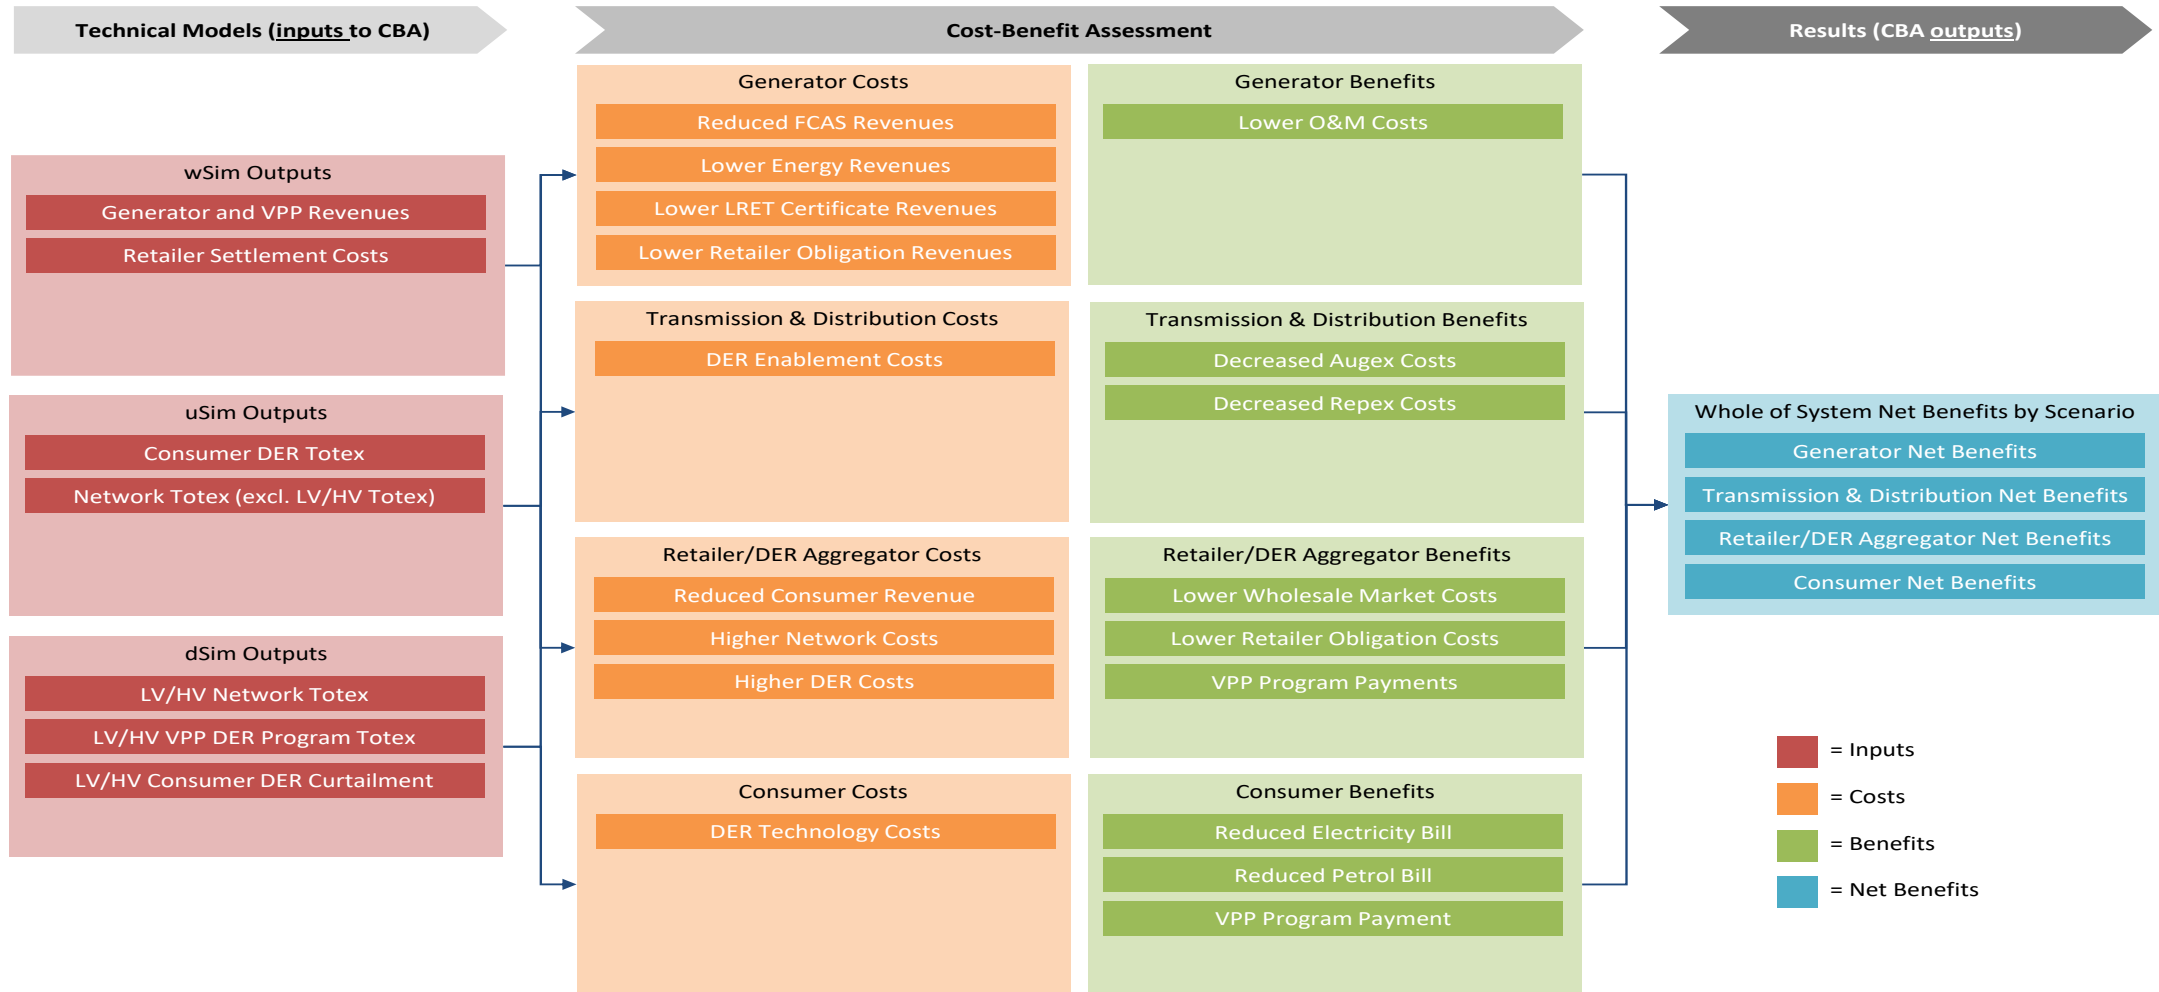 Technical Models (inputs to CBA)
Cost-Benefit Assessment
Results (CBA outputs)
wSim Outputs
Generator and VPP Revenues
Retailer Settlement Costs
uSim Outputs
Consumer DER Totex
Network Totex (excl. LV/HV Totex)
dSim Outputs
LV/HV Network Totex
LV/HV VPP DER Program Totex
LV/HV Consumer DER Curtailment
Generator Costs
Reduced FCAS Revenues
Lower Energy Revenues
Lower LRET Certificate Revenues
Lower Retailer Obligation Revenues
Generator Benefits
Lower O&M Costs
Transmission & Distribution Costs
DER Enablement Costs
Transmission & Distribution Benefits
Decreased Augex Costs
Decreased Repex Costs
Retailer/DER Aggregator Costs
Reduced Consumer Revenue
Higher Network Costs
Higher DER Costs
Retailer/DER Aggregator Benefits
Lower Wholesale Market Costs
Lower Retailer Obligation Costs
VPP Program Payments
Consumer Costs
DER Technology Costs
Consumer Benefits
Reduced Electricity Bill
Reduced Petrol Bill
VPP Program Payment
Whole of System Net Benefits by Scenario
Generator Net Benefits
Transmission & Distribution Net Benefits
Retailer/DER Aggregator Net Benefits
Consumer Net Benefits
= Inputs
= Costs
= Benefits
= Net Benefits